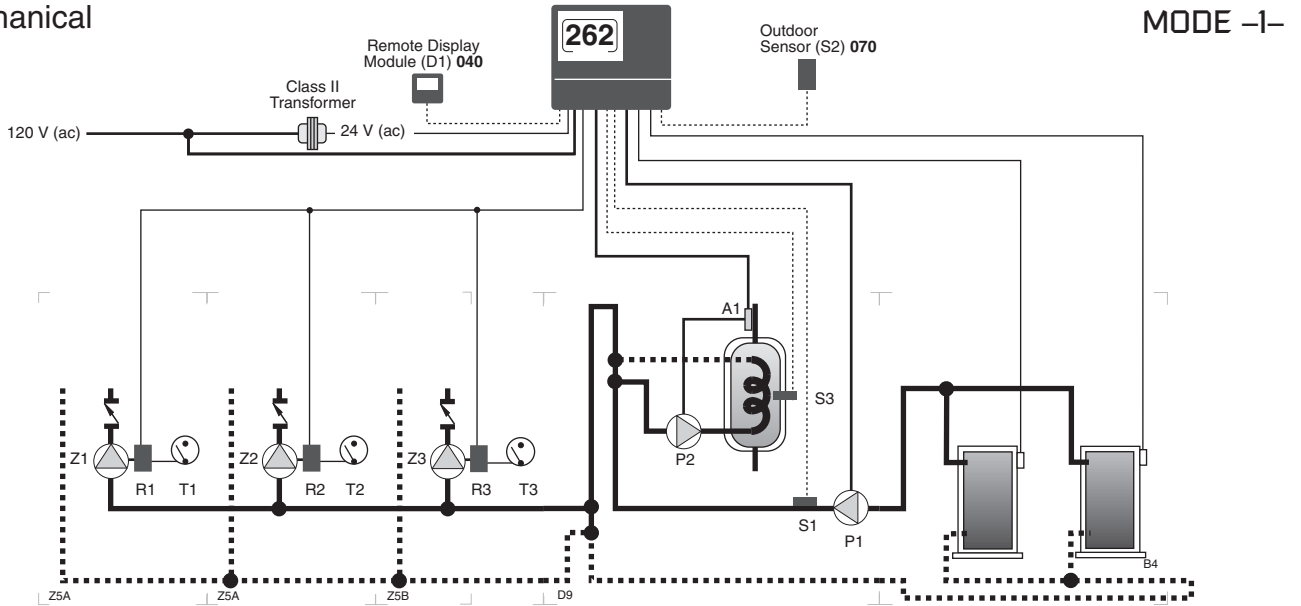 hanical
MODE –1–
262
Remote Display
Module (D1) 040
Outdoor
Sensor (S2) 070
Class II
Transformer
120 V (ac)
24 V (ac)
A1
S3
Z1
R1
T1
Z2
R2
T2
Z3
R3
T3
P2
S1
P1
B4
Z5A
Z5A
Z5B
D9